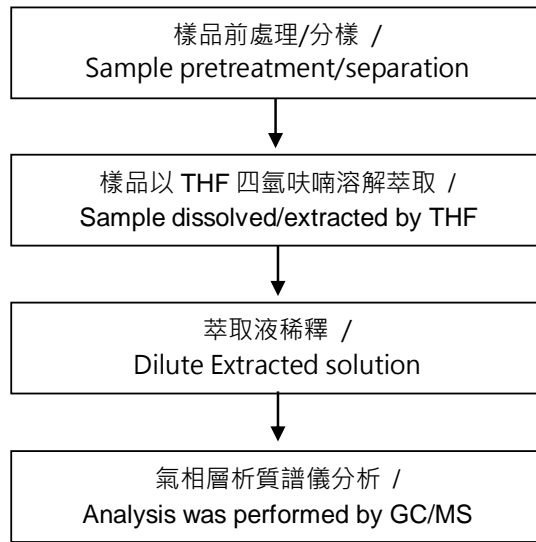 樣品前處理/分樣 /
Sample pretreatment/separation
樣品以 THF 四氫呋喃溶解萃取 /
Sample dissolved/extracted by THF
萃取液稀釋 /
Dilute Extracted solution
氣相層析質譜儀分析 /
Analysis was performed by GC/MS